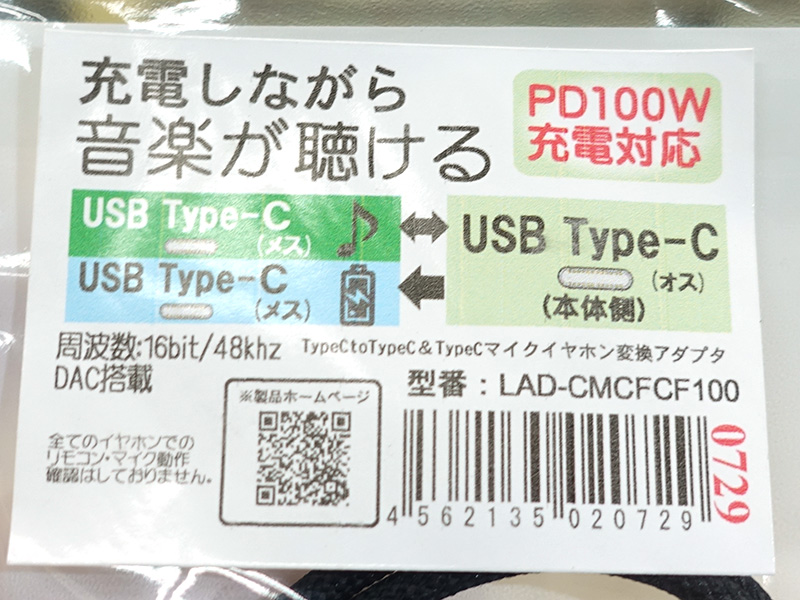 充電しながら
音楽が聴ける
PD100W
充電対応
USB Type-C
(メス)
USB Type-C
(メス)
USB Type-C
(オス)
(本体側)
周波数:16bit/48khz
DAC搭載
TypeCtoTypeC&TypeCマイクイヤホン変換アダプタ
型番：LAD-CMCFCF100
※製品ホームページ
全てのイヤホンでの
リモコン・マイク動作
確認はしておりません。
4 562135 020729
0729